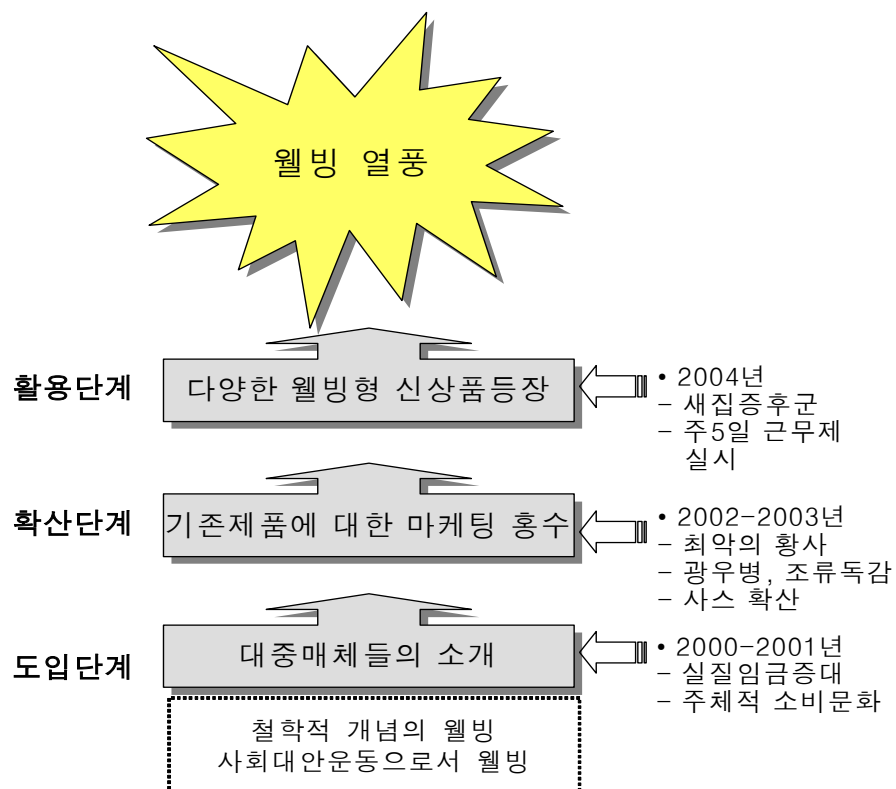 웰빙 열풍
활용단계
다양한 웰빙형 신상품등장
• 2004년
- 새집증후군
- 주5일 근무제
실시
확산단계
기존제품에 대한 마케팅 홍수
• 2002-2003년
- 최악의 황사
- 광우병, 조류독감
- 사스 확산
도입단계
대중매체들의 소개
• 2000-2001년
- 실질임금증대
- 주체적 소비문화
철학적 개념의 웰빙
사회대안운동으로서 웰빙